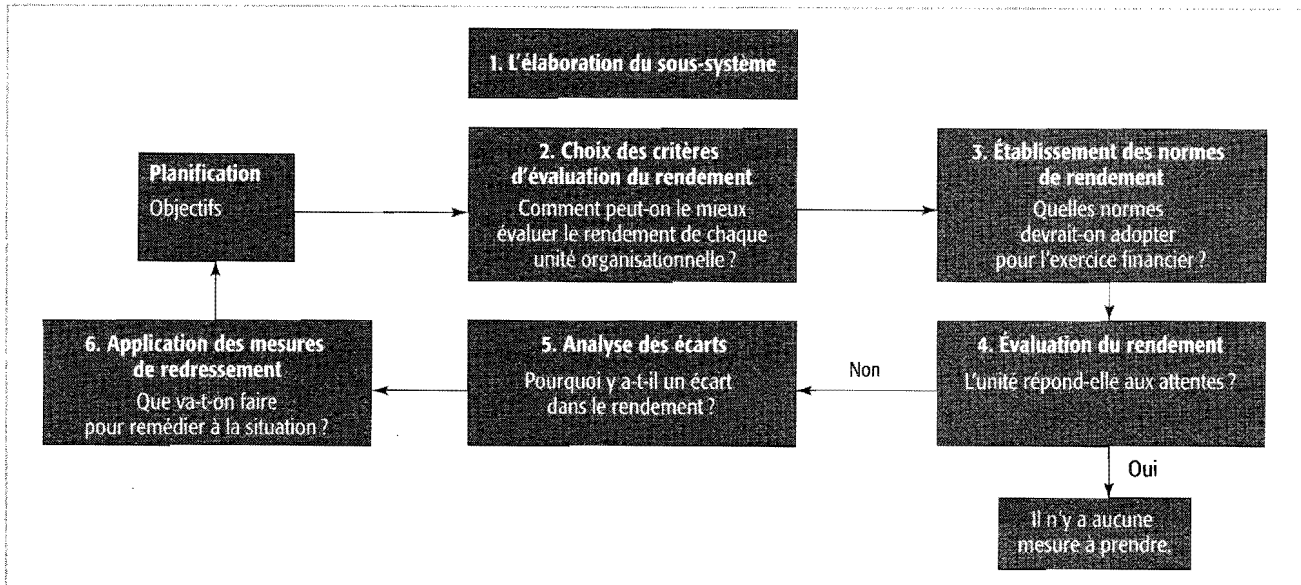 1. L'élaboration du sous-système
Planification
Objectifs
2. Choix des critères
d'évaluation du rendement
Comment peut-on le mieux
évaluer le rendement de chaque
unité organisationnelle ?
3. Établissement des normes
de rendement
Quelles normes
devrait-on adopter
pour l'exercice financier ?
4. Évaluation du rendement
L'unité répond-elle aux attentes ?
Non
5. Analyse des écarts
Pourquoi y a-t-il un écart
dans le rendement ?
6. Application des mesures
de redressement
Que va-t-on faire
pour remédier à la situation ?
Oui
Il n'y a aucune
mesure à prendre.